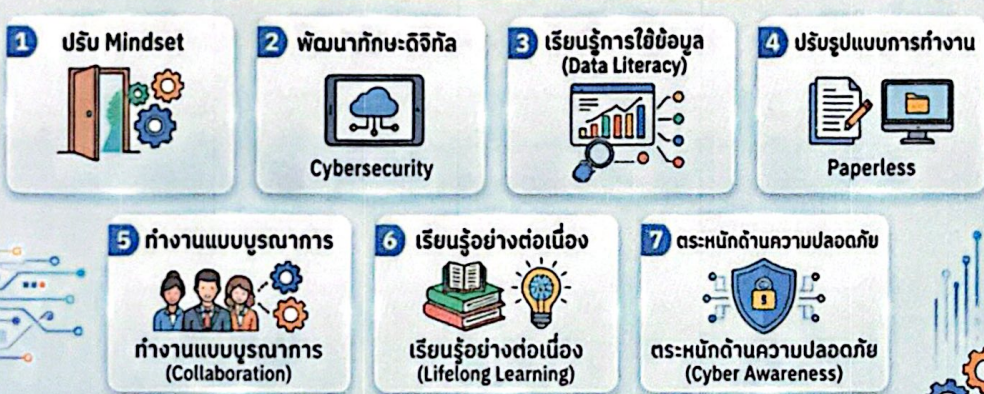 1 ปรับ Mindset
2 พัฒนาทักษะดิจิทัล
Cybersecurity
3 เรียนรู้การใช้ข้อมูล
(Data Literacy)
4 ปรับรูปแบบการทำงาน
Paperless
5 ทำงานแบบบูรณาการ
ทำงานแบบบูรณาการ
(Collaboration)
6 เรียนรู้อย่างต่อเนื่อง
เรียนรู้อย่างต่อเนื่อง
(Lifelong Learning)
7 ตระหนักด้านความปลอดภัย
ตระหนักด้านความปลอดภัย
(Cyber Awareness)